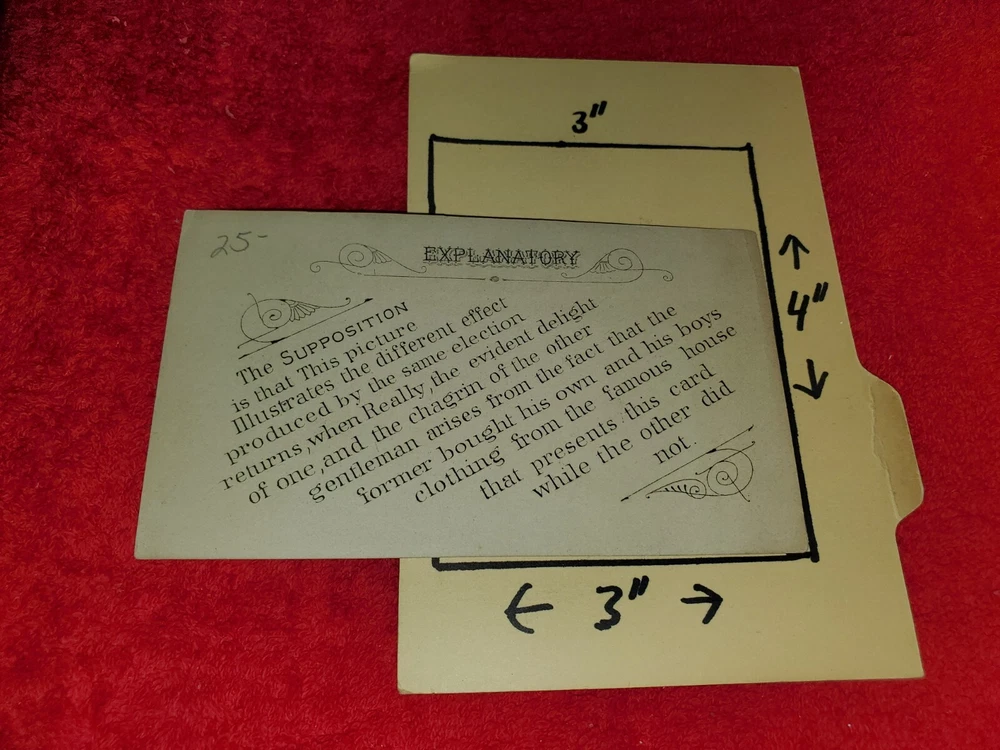 3"
25-
EXPLANATORY
The SUPPOSITION
is that This picture
Illustrates the different effect
produced by the same election
returns, when Really, the evident delight
of one, and the chagrin of the other
gentleman arises from the fact that the
former bought his own and his boys
clothing from the famous house
that presents this card
while the other did
not.
4"
3"